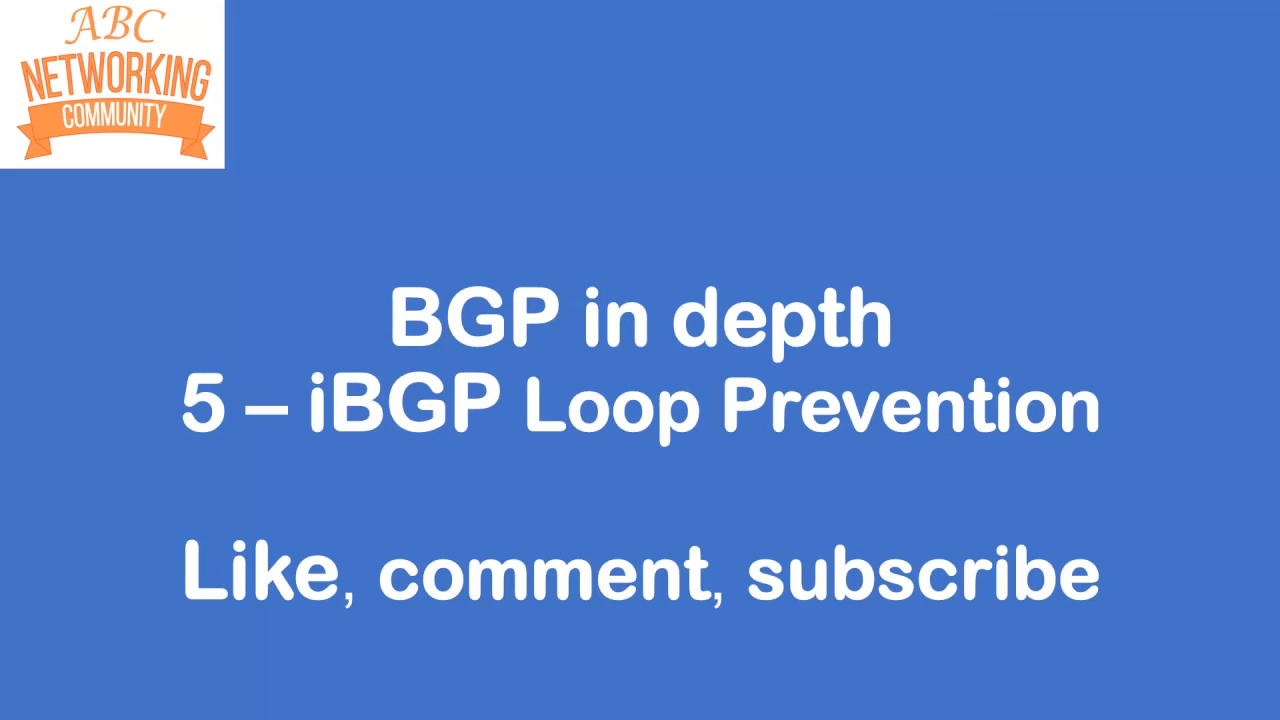 ABC
NETWORKING
COMMUNITY
BGP in depth
5 – iBGP Loop Prevention
Like, comment, subscribe